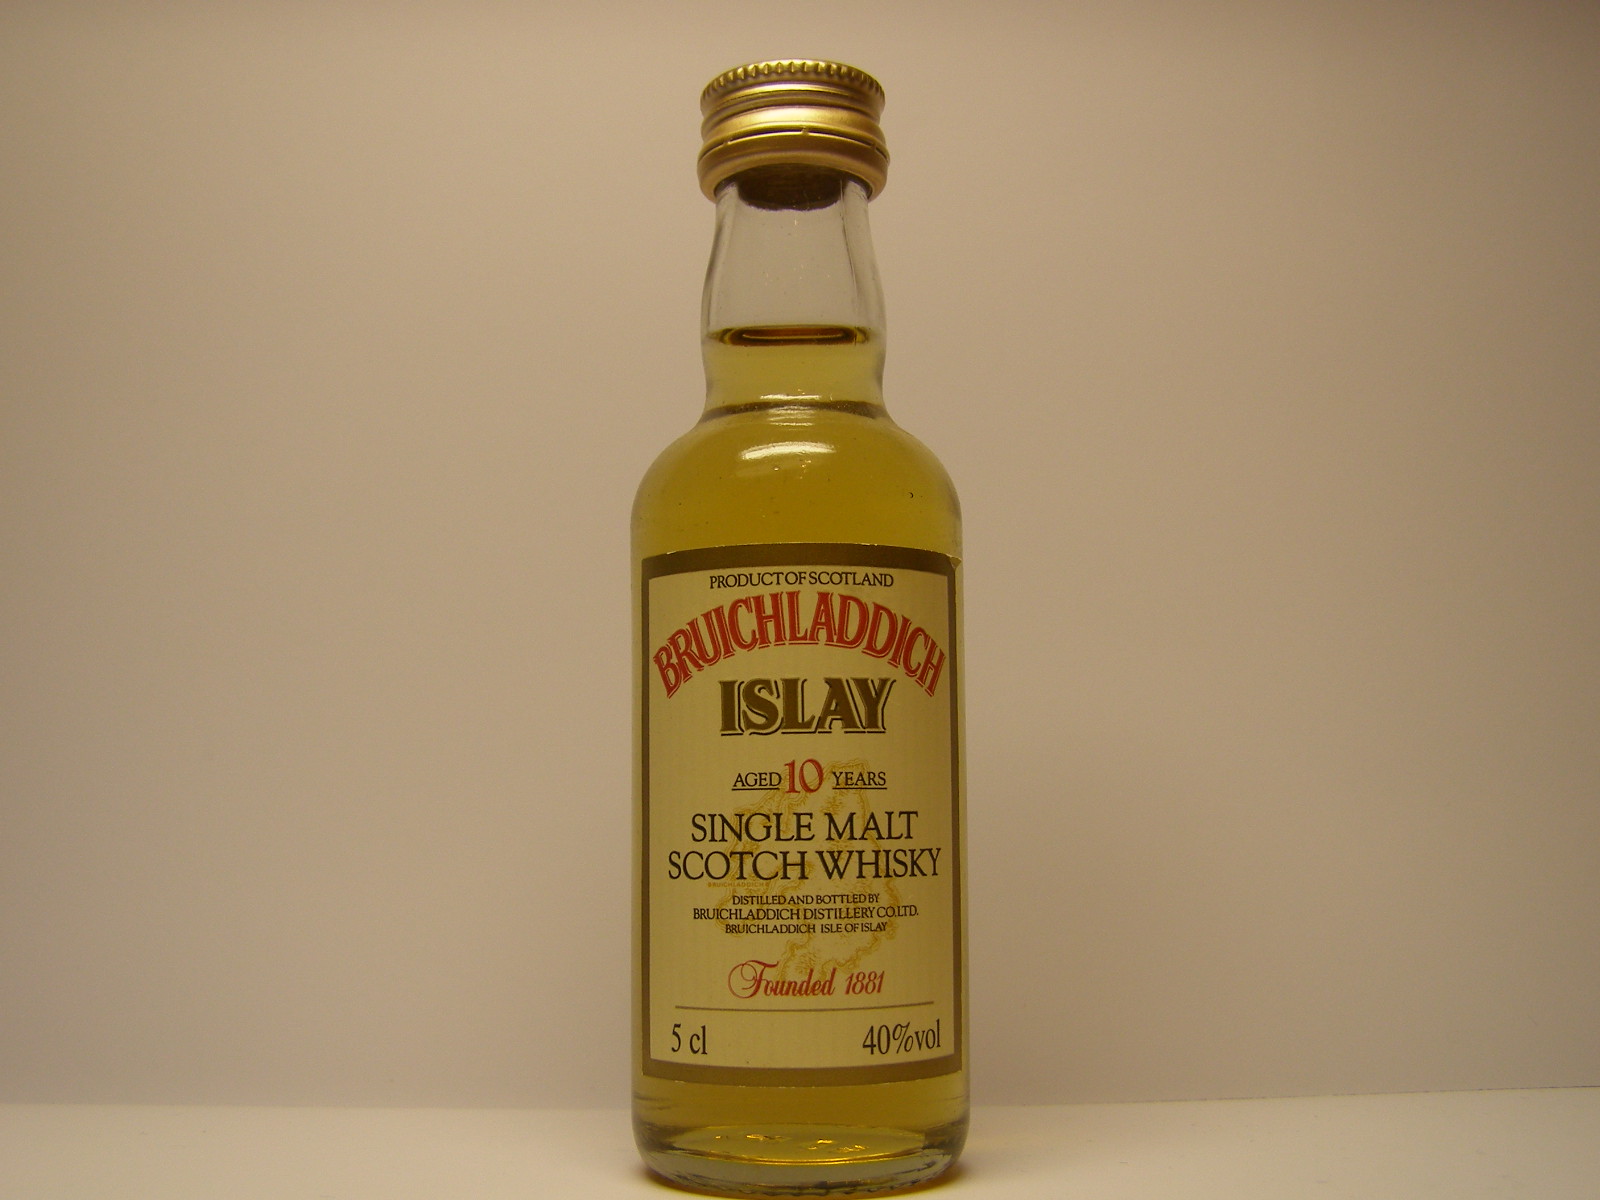 PRODUCT OF SCOTLAND
BRUICHLADDICH
ISLAY
AGED 10 YEARS
SINGLE MALT
SCOTCH WHISKY
BRUICHLADDICH
DISTILLED AND BOTTLED BY
BRUICHLADDICH DISTILLERY CO. LTD.
BRUICHLADDICH ISLE OF ISLAY
Founded 1881
5 cl 40%vol